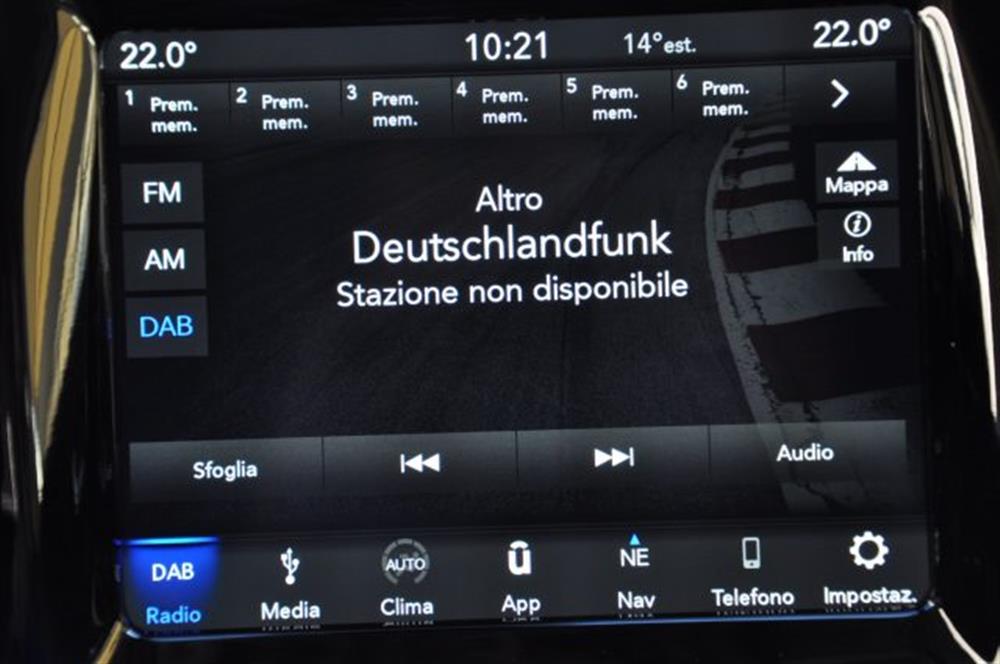 22.0° 10:21 14°est. 22.0°
1 Prem. mem. 2 Prem. mem. 3 Prem. mem. 4 Prem. mem. 5 Prem. mem. 6 Prem. mem.
FM
AM
DAB
Altro
Deutschlandfunk
Stazione non disponibile
Mappa
Info
Sfoglia Audio
DAB AUTO NE
Radio Media Clima App Nav Telefono Impostaz.